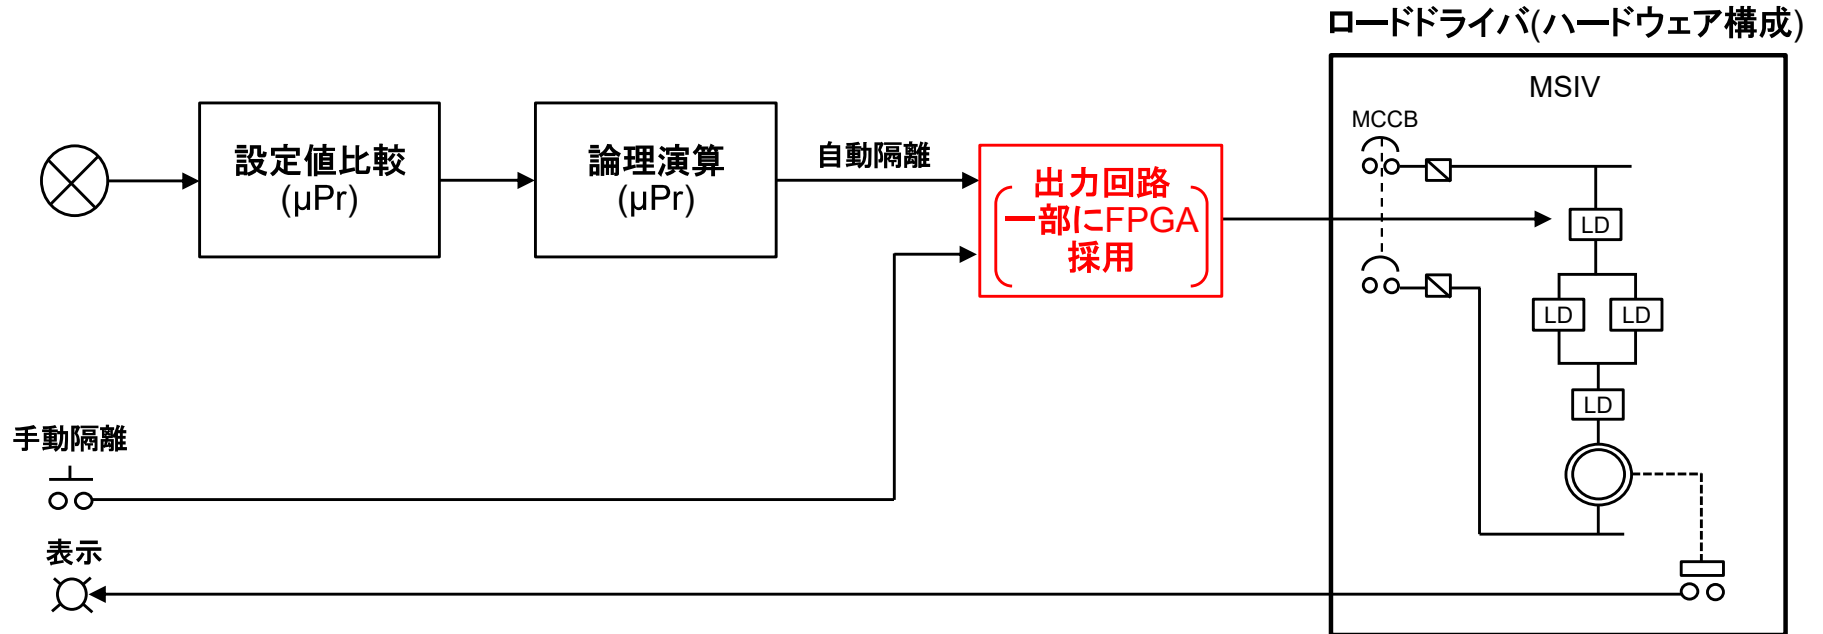 ロードドライバ(ハードウェア構成)
MSIV
MCCB
設定値比較
(μPr)
論理演算
(μPr)
自動隔離
出力回路
一部にFPGA
採用
LD
LD
LD
LD
手動隔離
表示